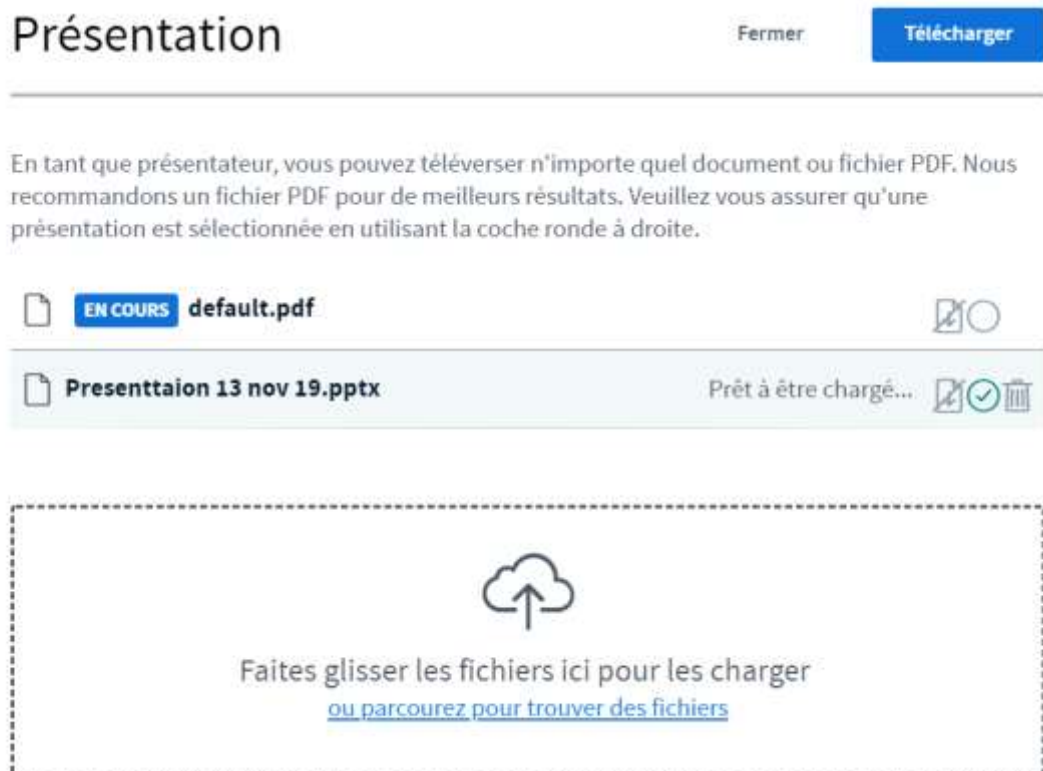 Présentation
Fermer
Télécharger
En tant que présentateur, vous pouvez téléverser n'importe quel document ou fichier PDF. Nous
recommandons un fichier PDF pour de meilleurs résultats. Veuillez vous assurer qu'une
présentation est sélectionnée en utilisant la coche ronde à droite.
EN COURS default.pdf
Presenttaion 13 nov 19.pptx
Prêt à être chargé...
Faites glisser les fichiers ici pour les charger
ou parcourez pour trouver des fichiers